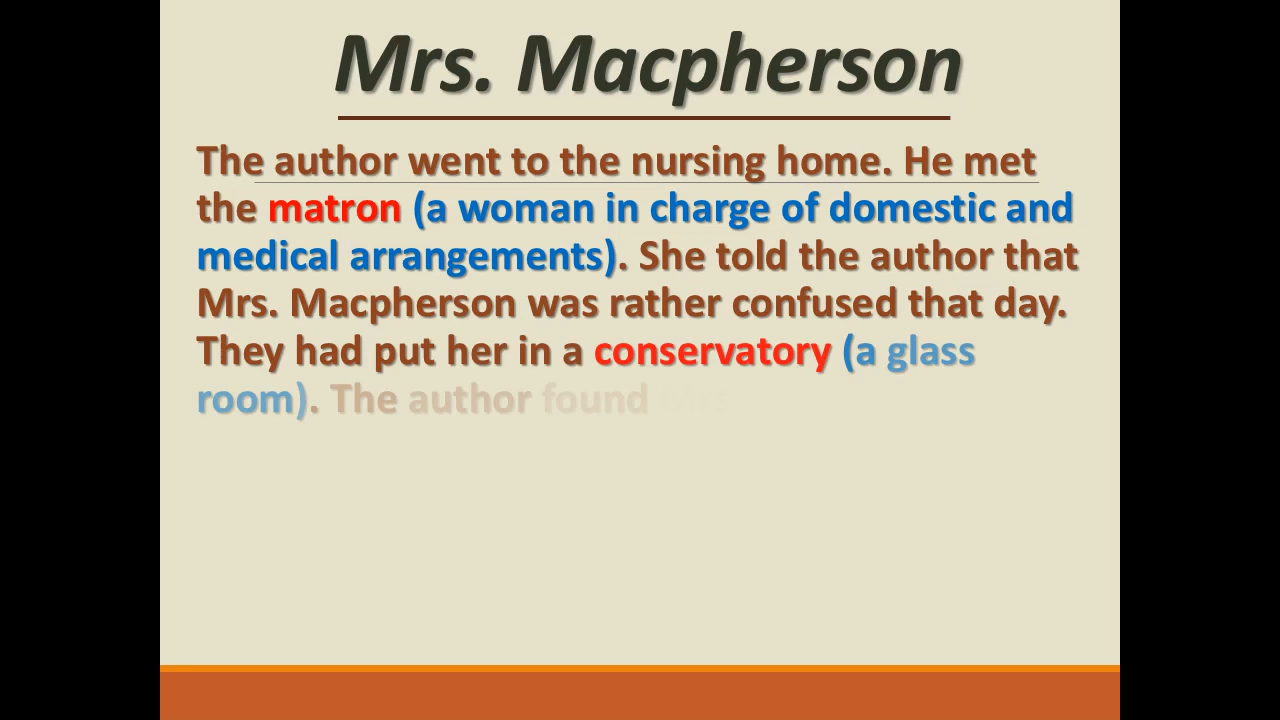 Mrs. Macpherson
The author went to the nursing home. He met
the matron (a woman in charge of domestic and
medical arrangements). She told the author that
Mrs. Macpherson was rather confused that day.
They had put her in a conservatory (a glass
room). The author found Mrs